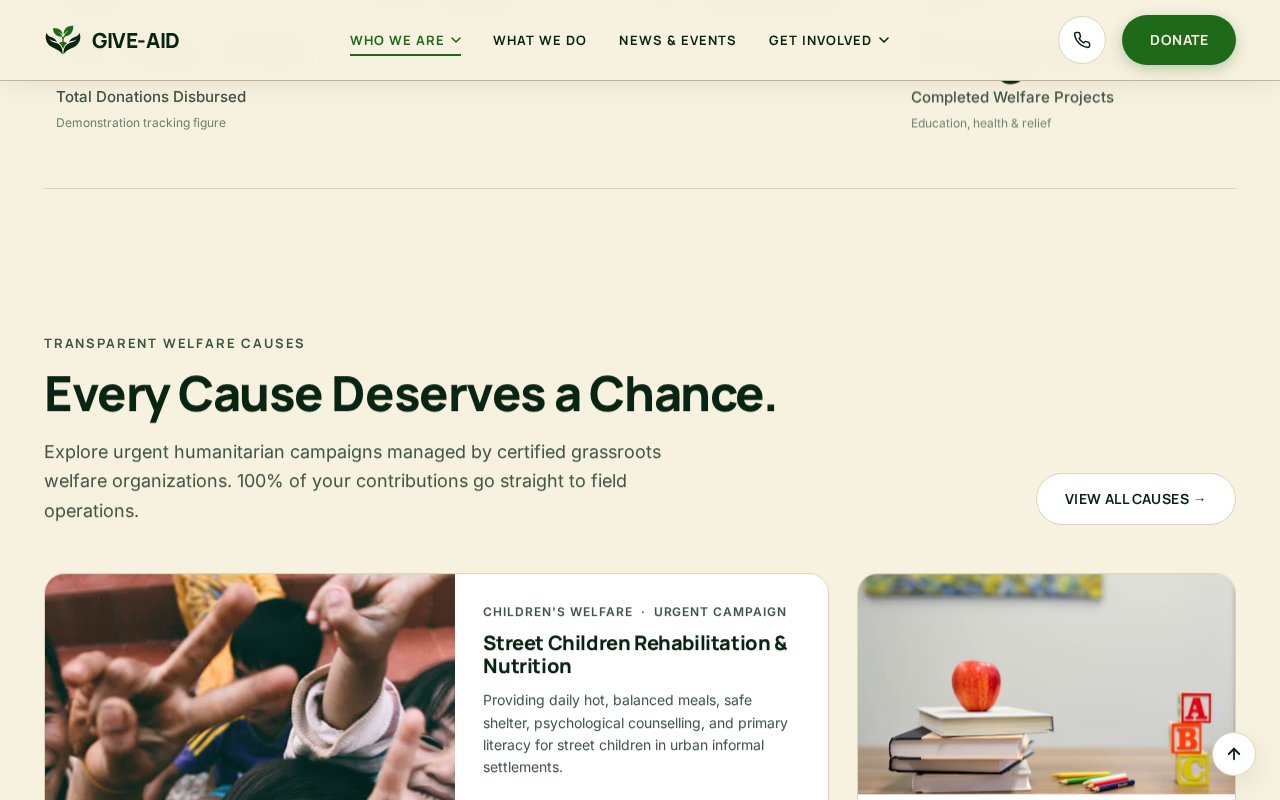 GIVE-AID
WHO WE ARE
WHAT WE DO
NEWS & EVENTS
GET INVOLVED
DONATE
Total Donations Disbursed
Demonstration tracking figure
Completed Welfare Projects
Education, health & relief
TRANSPARENT WELFARE CAUSES
Every Cause Deserves a Chance.
Explore urgent humanitarian campaigns managed by certified grassroots
welfare organizations. 100% of your contributions go straight to field
operations.
VIEW ALL CAUSES →
CHILDREN'S WELFARE · URGENT CAMPAIGN
Street Children Rehabilitation &
Nutrition
Providing daily hot, balanced meals, safe
shelter, psychological counselling, and primary
literacy for street children in urban informal
settlements.
A
B
C